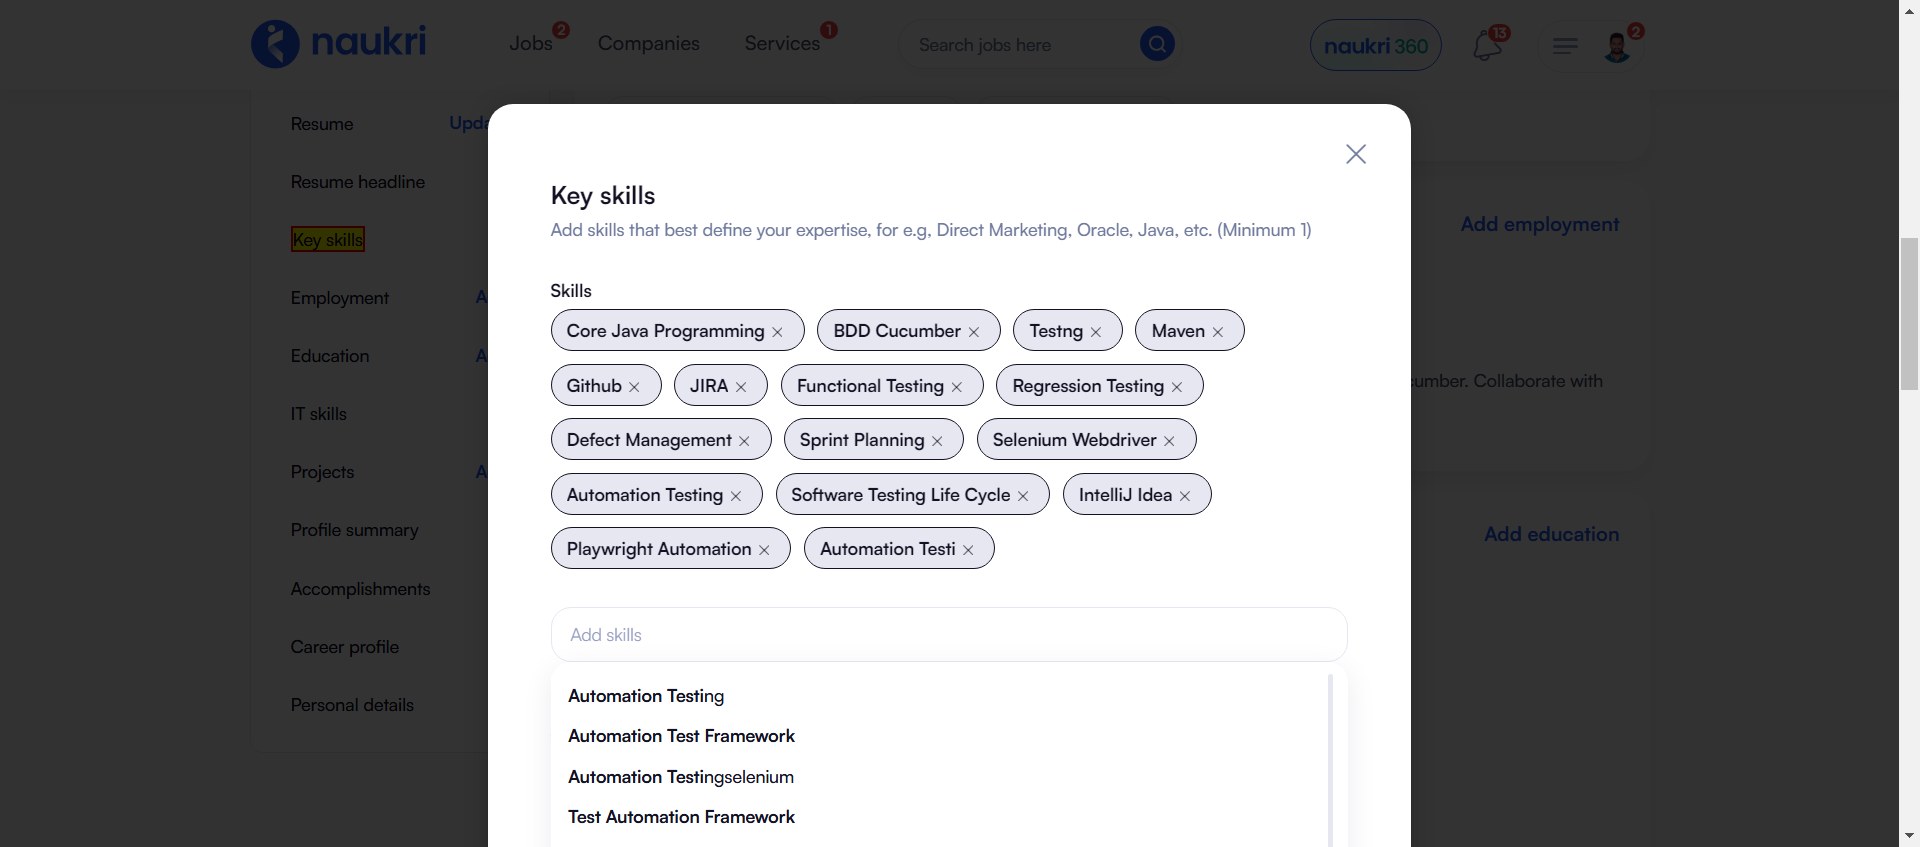 naukri
Jobs 2
Companies
Services 1
Search jobs here
naukri 360
13
2
Resume
Upda
Resume headline
Key skills
Employment
A
Education
A
IT skills
Projects
A
Profile summary
Accomplishments
Career profile
Personal details
Key skills
Add skills that best define your expertise, for e.g, Direct Marketing, Oracle, Java, etc. (Minimum 1)
Skills
Core Java Programming
BDD Cucumber
Testng
Maven
Github
JIRA
Functional Testing
Regression Testing
Defect Management
Sprint Planning
Selenium Webdriver
Automation Testing
Software Testing Life Cycle
IntelliJ Idea
Playwright Automation
Automation Testi
Add skills
Automation Testing
Automation Test Framework
Automation Testingselenium
Test Automation Framework
Add employment
cumber. Collaborate with
Add education